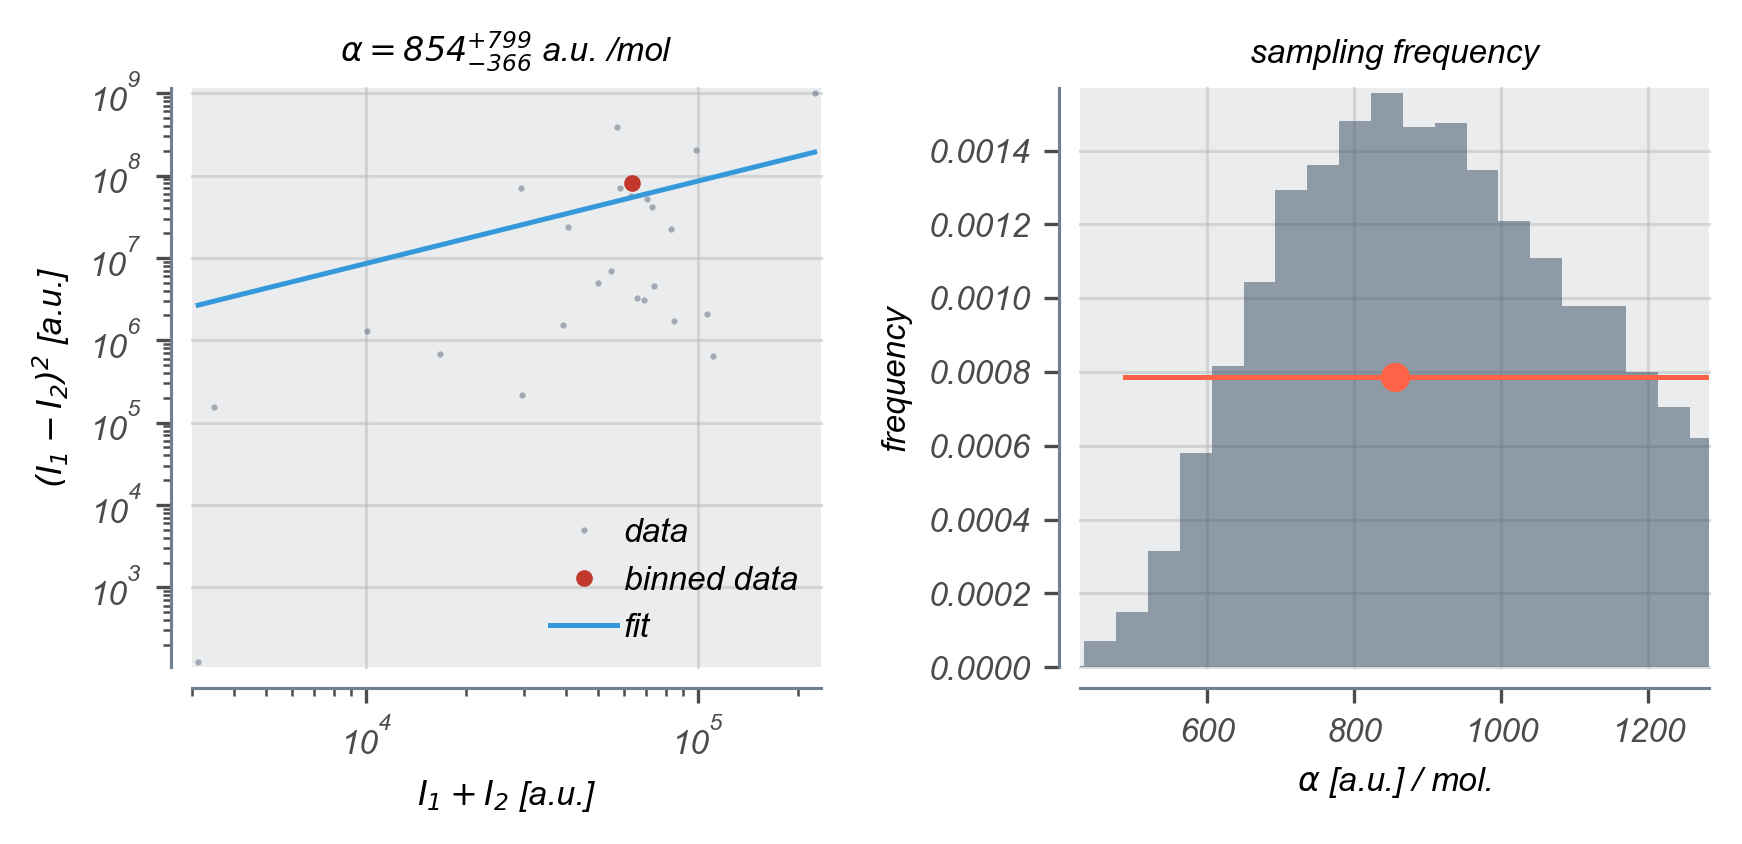 α = 854⁺⁷⁹⁹₋₃₆₆ a.u. /mol
10⁹
10⁸
10⁷
10⁶
10⁵
10⁴
10³
(I₁ − I₂)² [a.u.]
data
binned data
fit
10⁴ 10⁵
I₁ + I₂ [a.u.]
sampling frequency
0.0014
0.0012
0.0010
0.0008
0.0006
0.0004
0.0002
0.0000
frequency
600 800 1000 1200
α [a.u.] / mol.